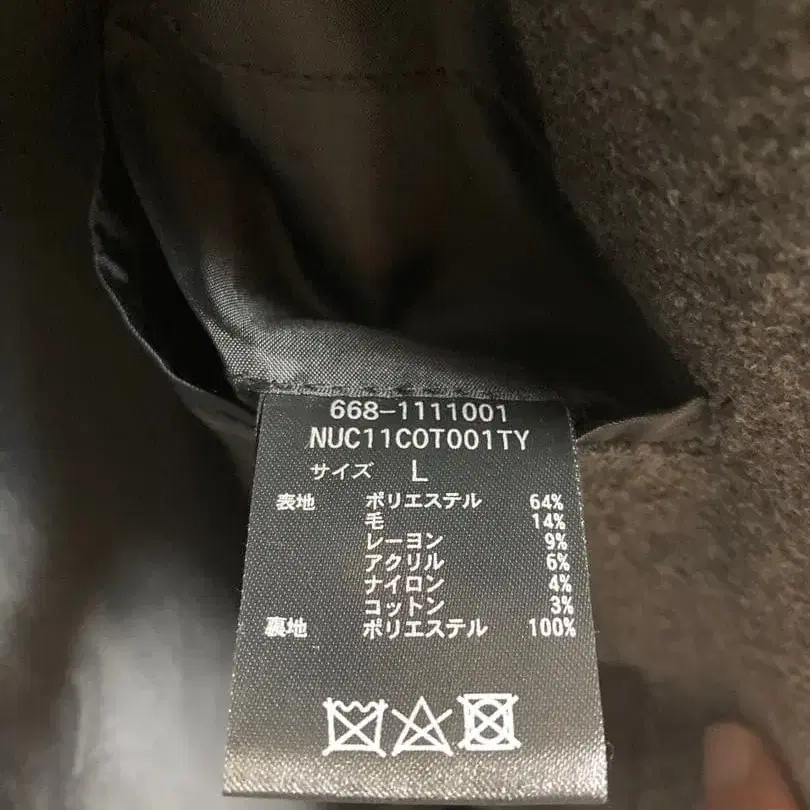 668-1111001
NUC11COT001TY
サイズ L
表地 ポリエステル 64%
毛 14%
レーヨン 9%
アクリル 6%
ナイロン 4%
コットン 3%
裏地 ポリエステル 100%